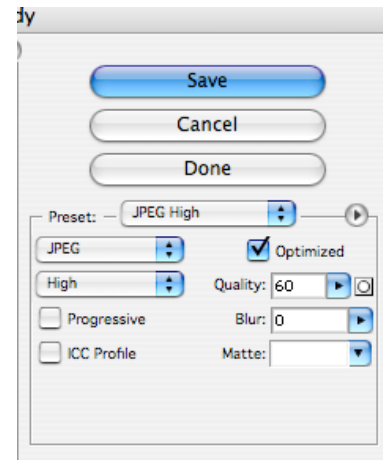 dy
Save
Cancel
Done
Preset: JPEG High
JPEG Optimized
High Quality: 60
Progressive Blur: 0
ICC Profile Matte: